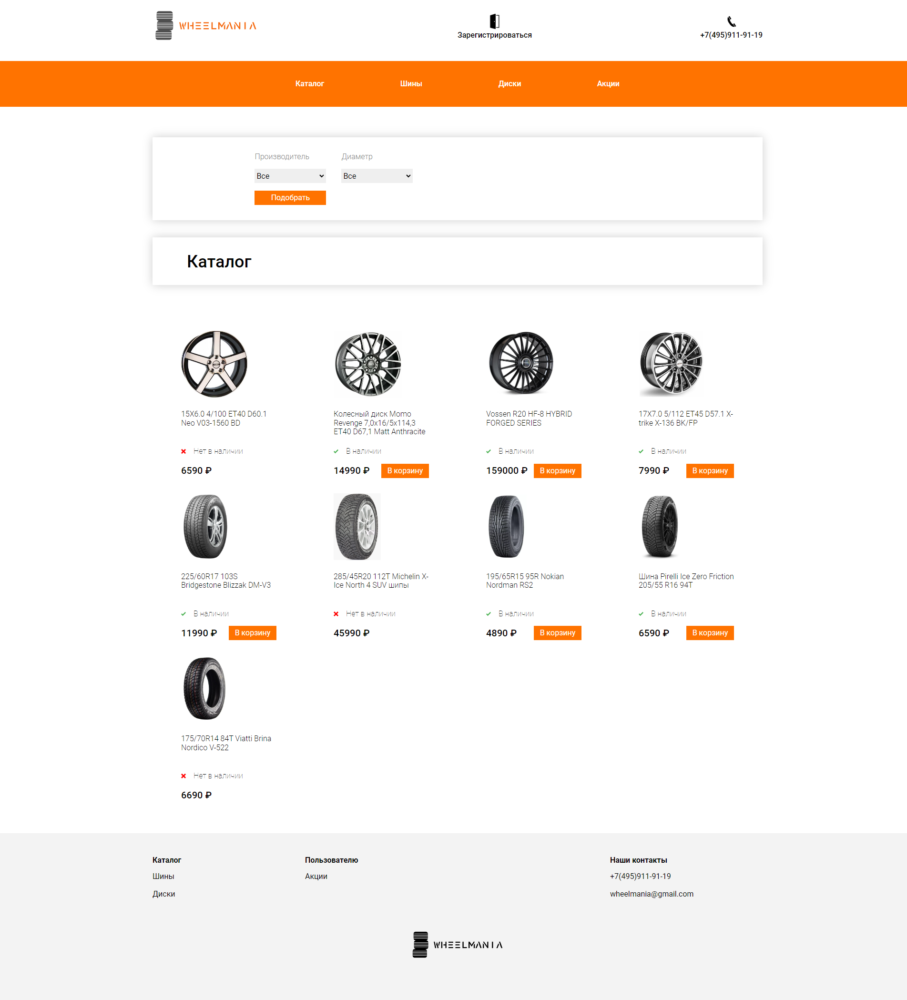 WHEELMANIA
Зарегистрироваться
+7(495)911-91-19
Каталог
Шины
Диски
Акции
Производитель
Диаметр
Все
Все
Подобрать
Каталог
15X6.0 4/100 ET40 D60.1
Neo V03-1560 BD
Нет в наличии
6590 ₽
Колесный диск Momo
Revenge 7,0x16/5x114,3
ET40 D67,1 Matt Anthracite
В наличии
14990 ₽
В корзину
Vossen R20 HF-8 HYBRID
FORGED SERIES
В наличии
159000 ₽
В корзину
17X7.0 5/112 ET45 D57.1 X-
trike X-136 BK/FP
В наличии
7990 ₽
В корзину
225/60R17 103S
Bridgestone Blizzak DM-V3
В наличии
11990 ₽
В корзину
285/45R20 112T Michelin X-
Ice North 4 SUV шипы
Нет в наличии
45990 ₽
195/65R15 95R Nokian
Nordman RS2
В наличии
4890 ₽
В корзину
Шина Pirelli Ice Zero Friction
205/55 R16 94T
В наличии
6590 ₽
В корзину
175/70R14 84T Viatti Brina
Nordico V-522
Нет в наличии
6690 ₽
Каталог
Шины
Диски
Пользователю
Акции
Наши контакты
+7(495)911-91-19
wheelmania@gmail.com
WHEELMANIA